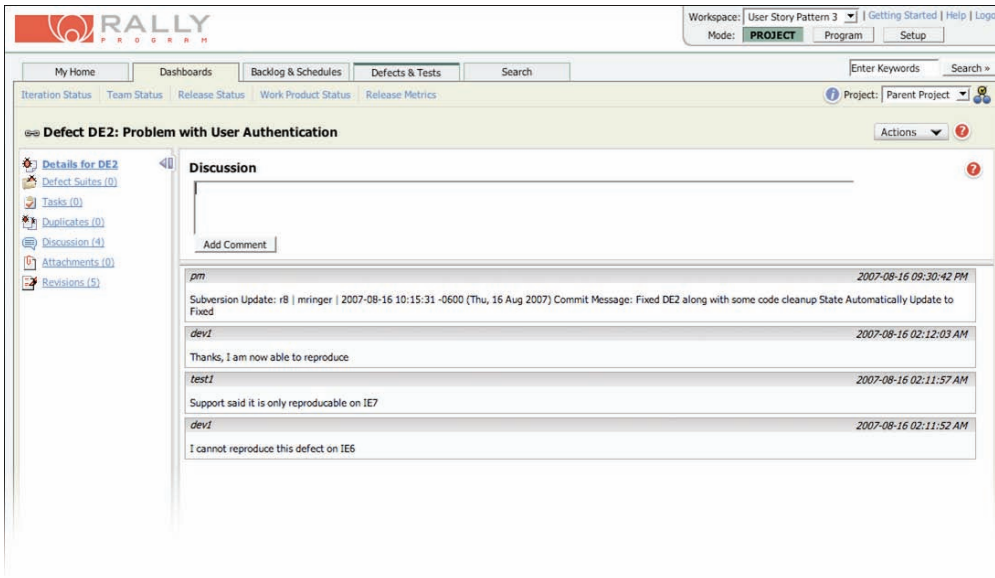 RALLY
PROGRAM
Workspace: User Story Pattern 3 | Getting Started | Help | Logo
Mode: PROJECT Program Setup
My Home Dashboards Backlog & Schedules Defects & Tests Search
Enter Keywords Search »
Iteration Status Team Status Release Status Work Product Status Release Metrics
Project: Parent Project
Defect DE2: Problem with User Authentication
Actions
Details for DE2
Defect Suites (0)
Tasks (0)
Duplicates (0)
Discussion (4)
Attachments (0)
Revisions (5)
Discussion
Add Comment
pm 2007-08-16 09:30:42 PM
Subversion Update: r8 | mringer | 2007-08-16 10:15:31 -0600 (Thu, 16 Aug 2007) Commit Message: Fixed DE2 along with some code cleanup State Automatically Update to
Fixed
dev1 2007-08-16 02:12:03 AM
Thanks, I am now able to reproduce
test1 2007-08-16 02:11:57 AM
Support said it is only reproducable on IE7
dev1 2007-08-16 02:11:52 AM
I cannot reproduce this defect on IE6